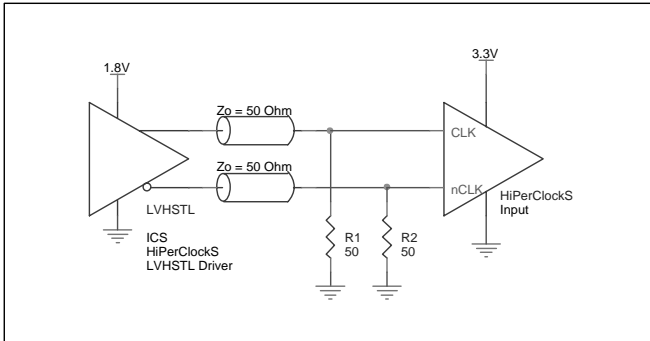 1.8V
3.3V
Zo = 50 Ohm
CLK
Zo = 50 Ohm
nCLK
HiPerClockS
Input
LVHSTL
ICS
HiPerClockS
LVHSTL Driver
R1
50
R2
50